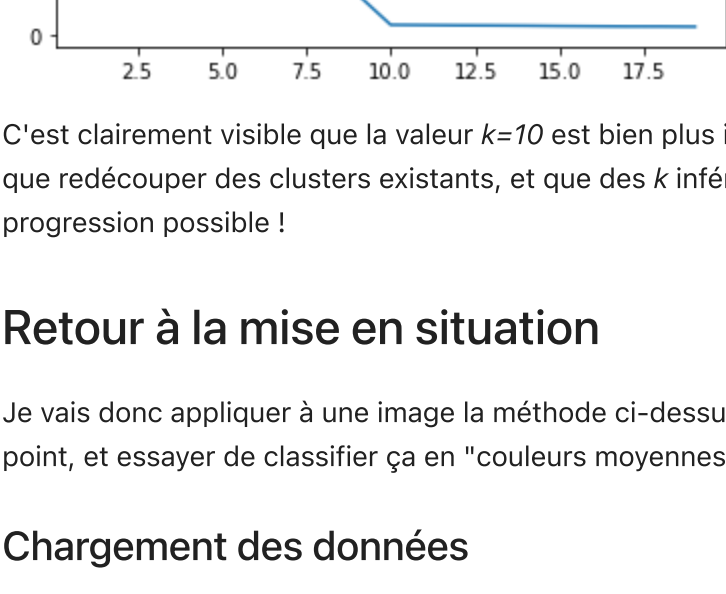 0
2.5 5.0 7.5 10.0 12.5 15.0 17.5
C'est clairement visible que la valeur k=10 est bien plus
que redécouper des clusters existants, et que des k
progression possible !
Retour à la mise en situation
Je vais donc appliquer à une image la méthode
point, et essayer de classifier ça en "couleurs moyennes
Chargement des données